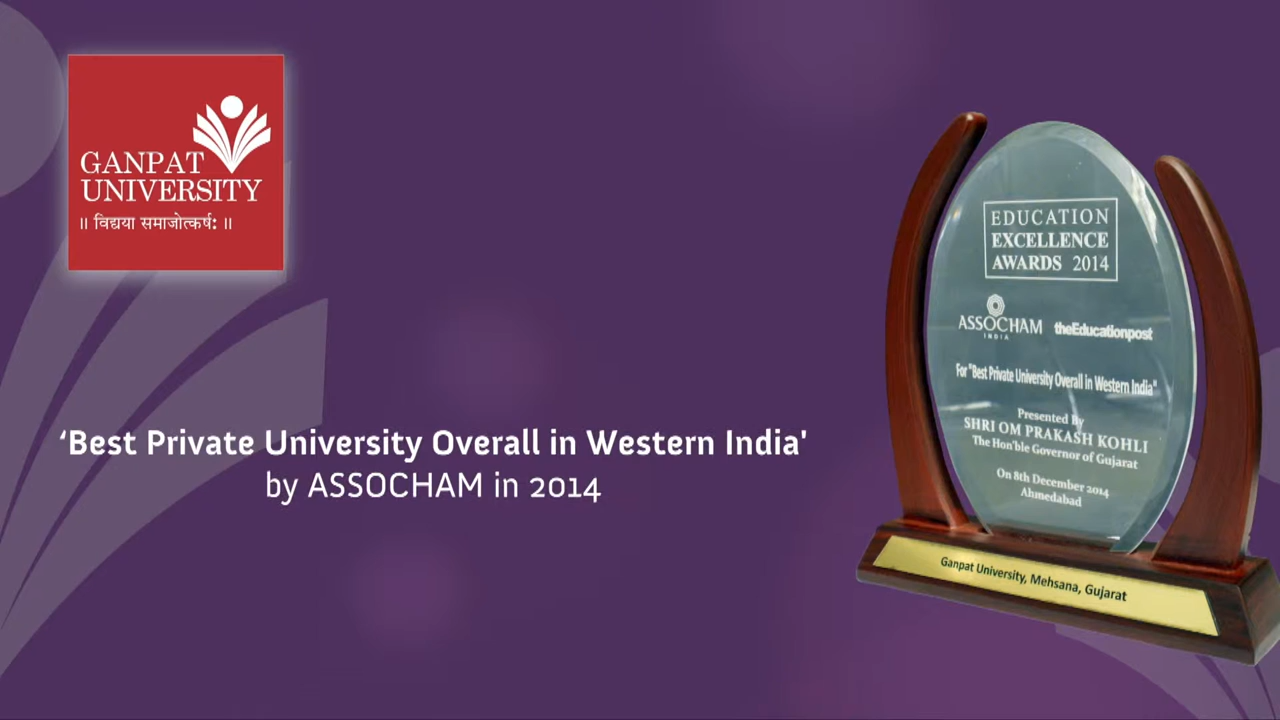 GANPAT
UNIVERSITY
॥ विद्यया समाजोत्कर्ष: ॥
‘Best Private University Overall in Western India'
by ASSOCHAM in 2014
EDUCATION
EXCELLENCE
AWARDS 2014
ASSOCHAM
INDIA
theEducationpost
For "Best Private University Overall in Western India"
Presented By
SHRI OM PRAKASH KOHLI
The Hon'ble Governor of Gujarat
On 8th December 2014
Ahmedabad
Ganpat University, Mehsana, Gujarat